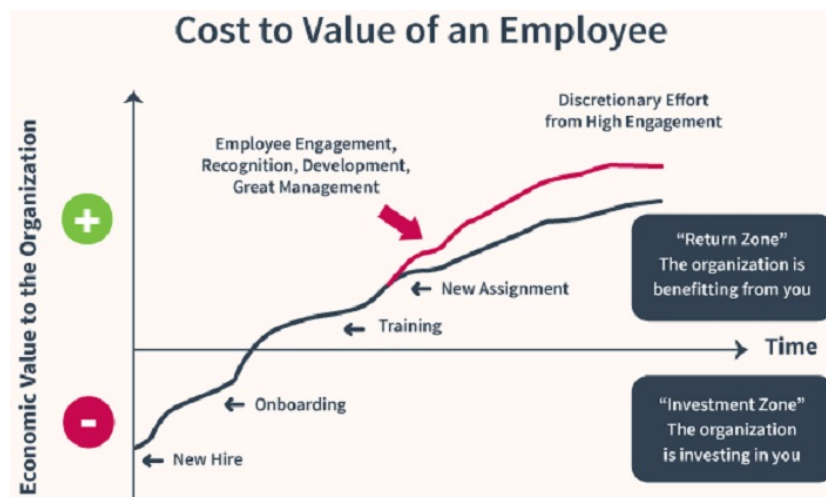 Cost to Value of an Employee
Economic Value to the Organization
+
-
Discretionary Effort
from High Engagement
Employee Engagement,
Recognition, Development,
Great Management
New Assignment
Training
Onboarding
New Hire
"Return Zone"
The organization is
benefitting from you
Time
"Investment Zone"
The organization
is investing in you